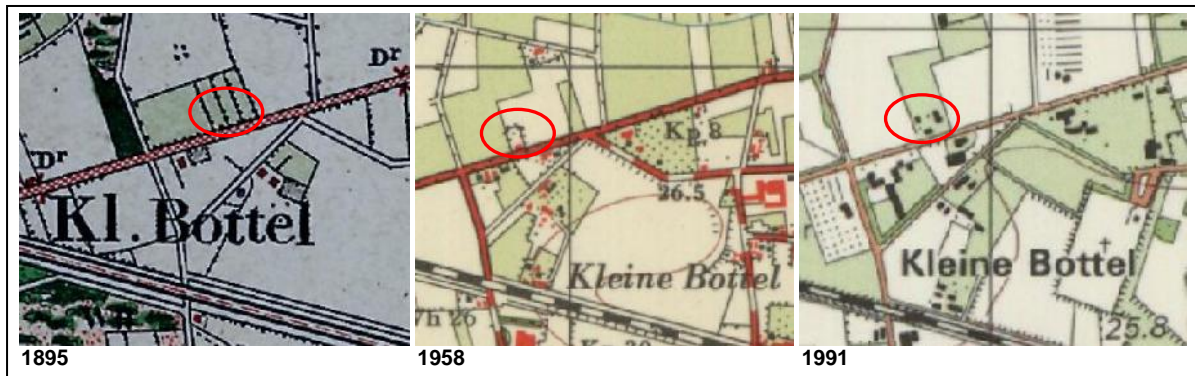 Dʳ
Dʳ
Kl. Bottel
Kp 8
26.5
Kleine Bottel
Kleine Bottel
25.8
1895
1958
1991